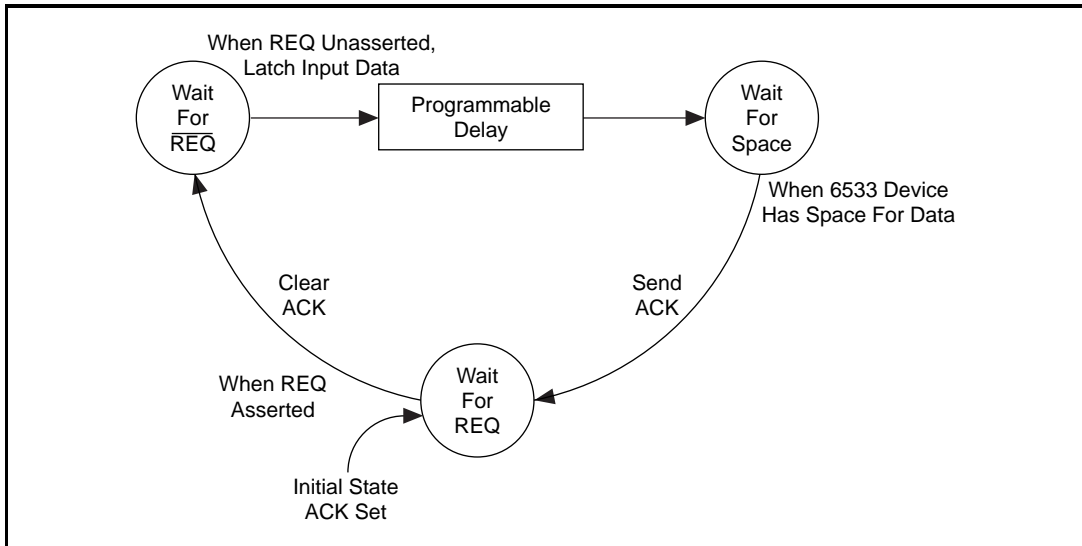 When REQ Unasserted,
Latch Input Data
Wait
For
R̅E̅Q̅
Programmable
Delay
Wait
For
Space
When 6533 Device
Has Space For Data
Clear
ACK
Send
ACK
When REQ
Asserted
Wait
For
REQ
Initial State
ACK Set